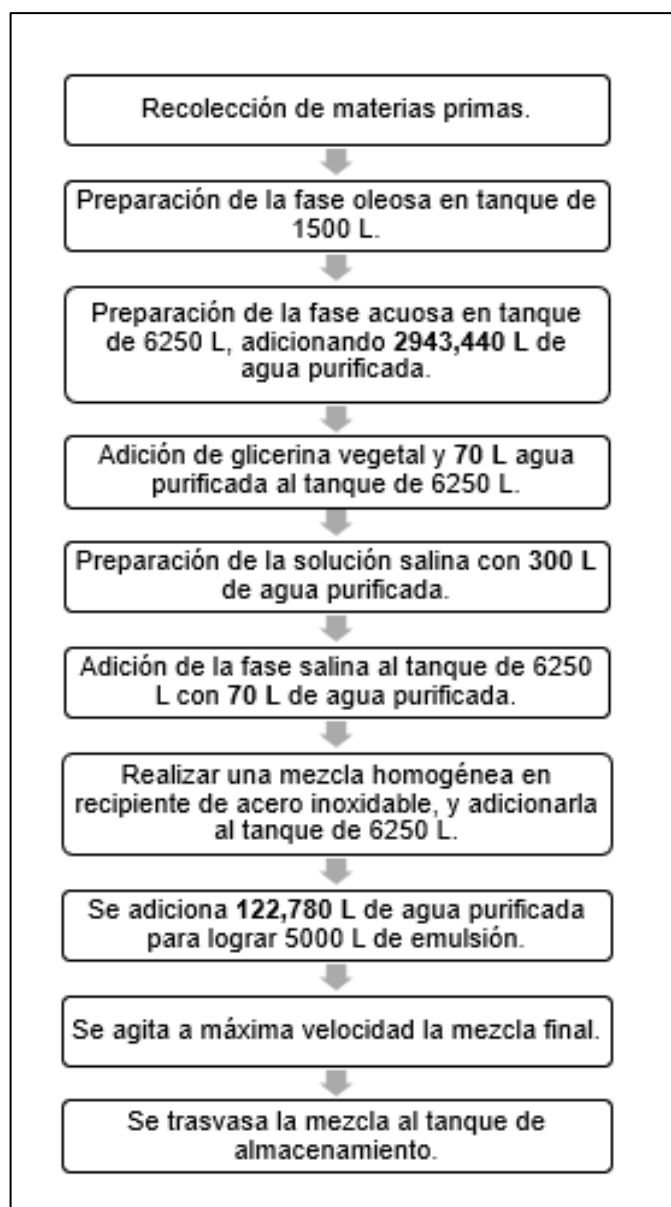 Recolección de materias primas.
Preparación de la fase oleosa en tanque de
1500 L.
Preparación de la fase acuosa en tanque
de 6250 L, adicionando 2943,440 L de
agua purificada.
Adición de glicerina vegetal y 70 L agua
purificada al tanque de 6250 L.
Preparación de la solución salina con 300 L
de agua purificada.
Adición de la fase salina al tanque de 6250
L con 70 L de agua purificada.
Realizar una mezcla homogénea en
recipiente de acero inoxidable, y adicionarla
al tanque de 6250 L.
Se adiciona 122,780 L de agua purificada
para lograr 5000 L de emulsión.
Se agita a máxima velocidad la mezcla final.
Se trasvasa la mezcla al tanque de
almacenamiento.